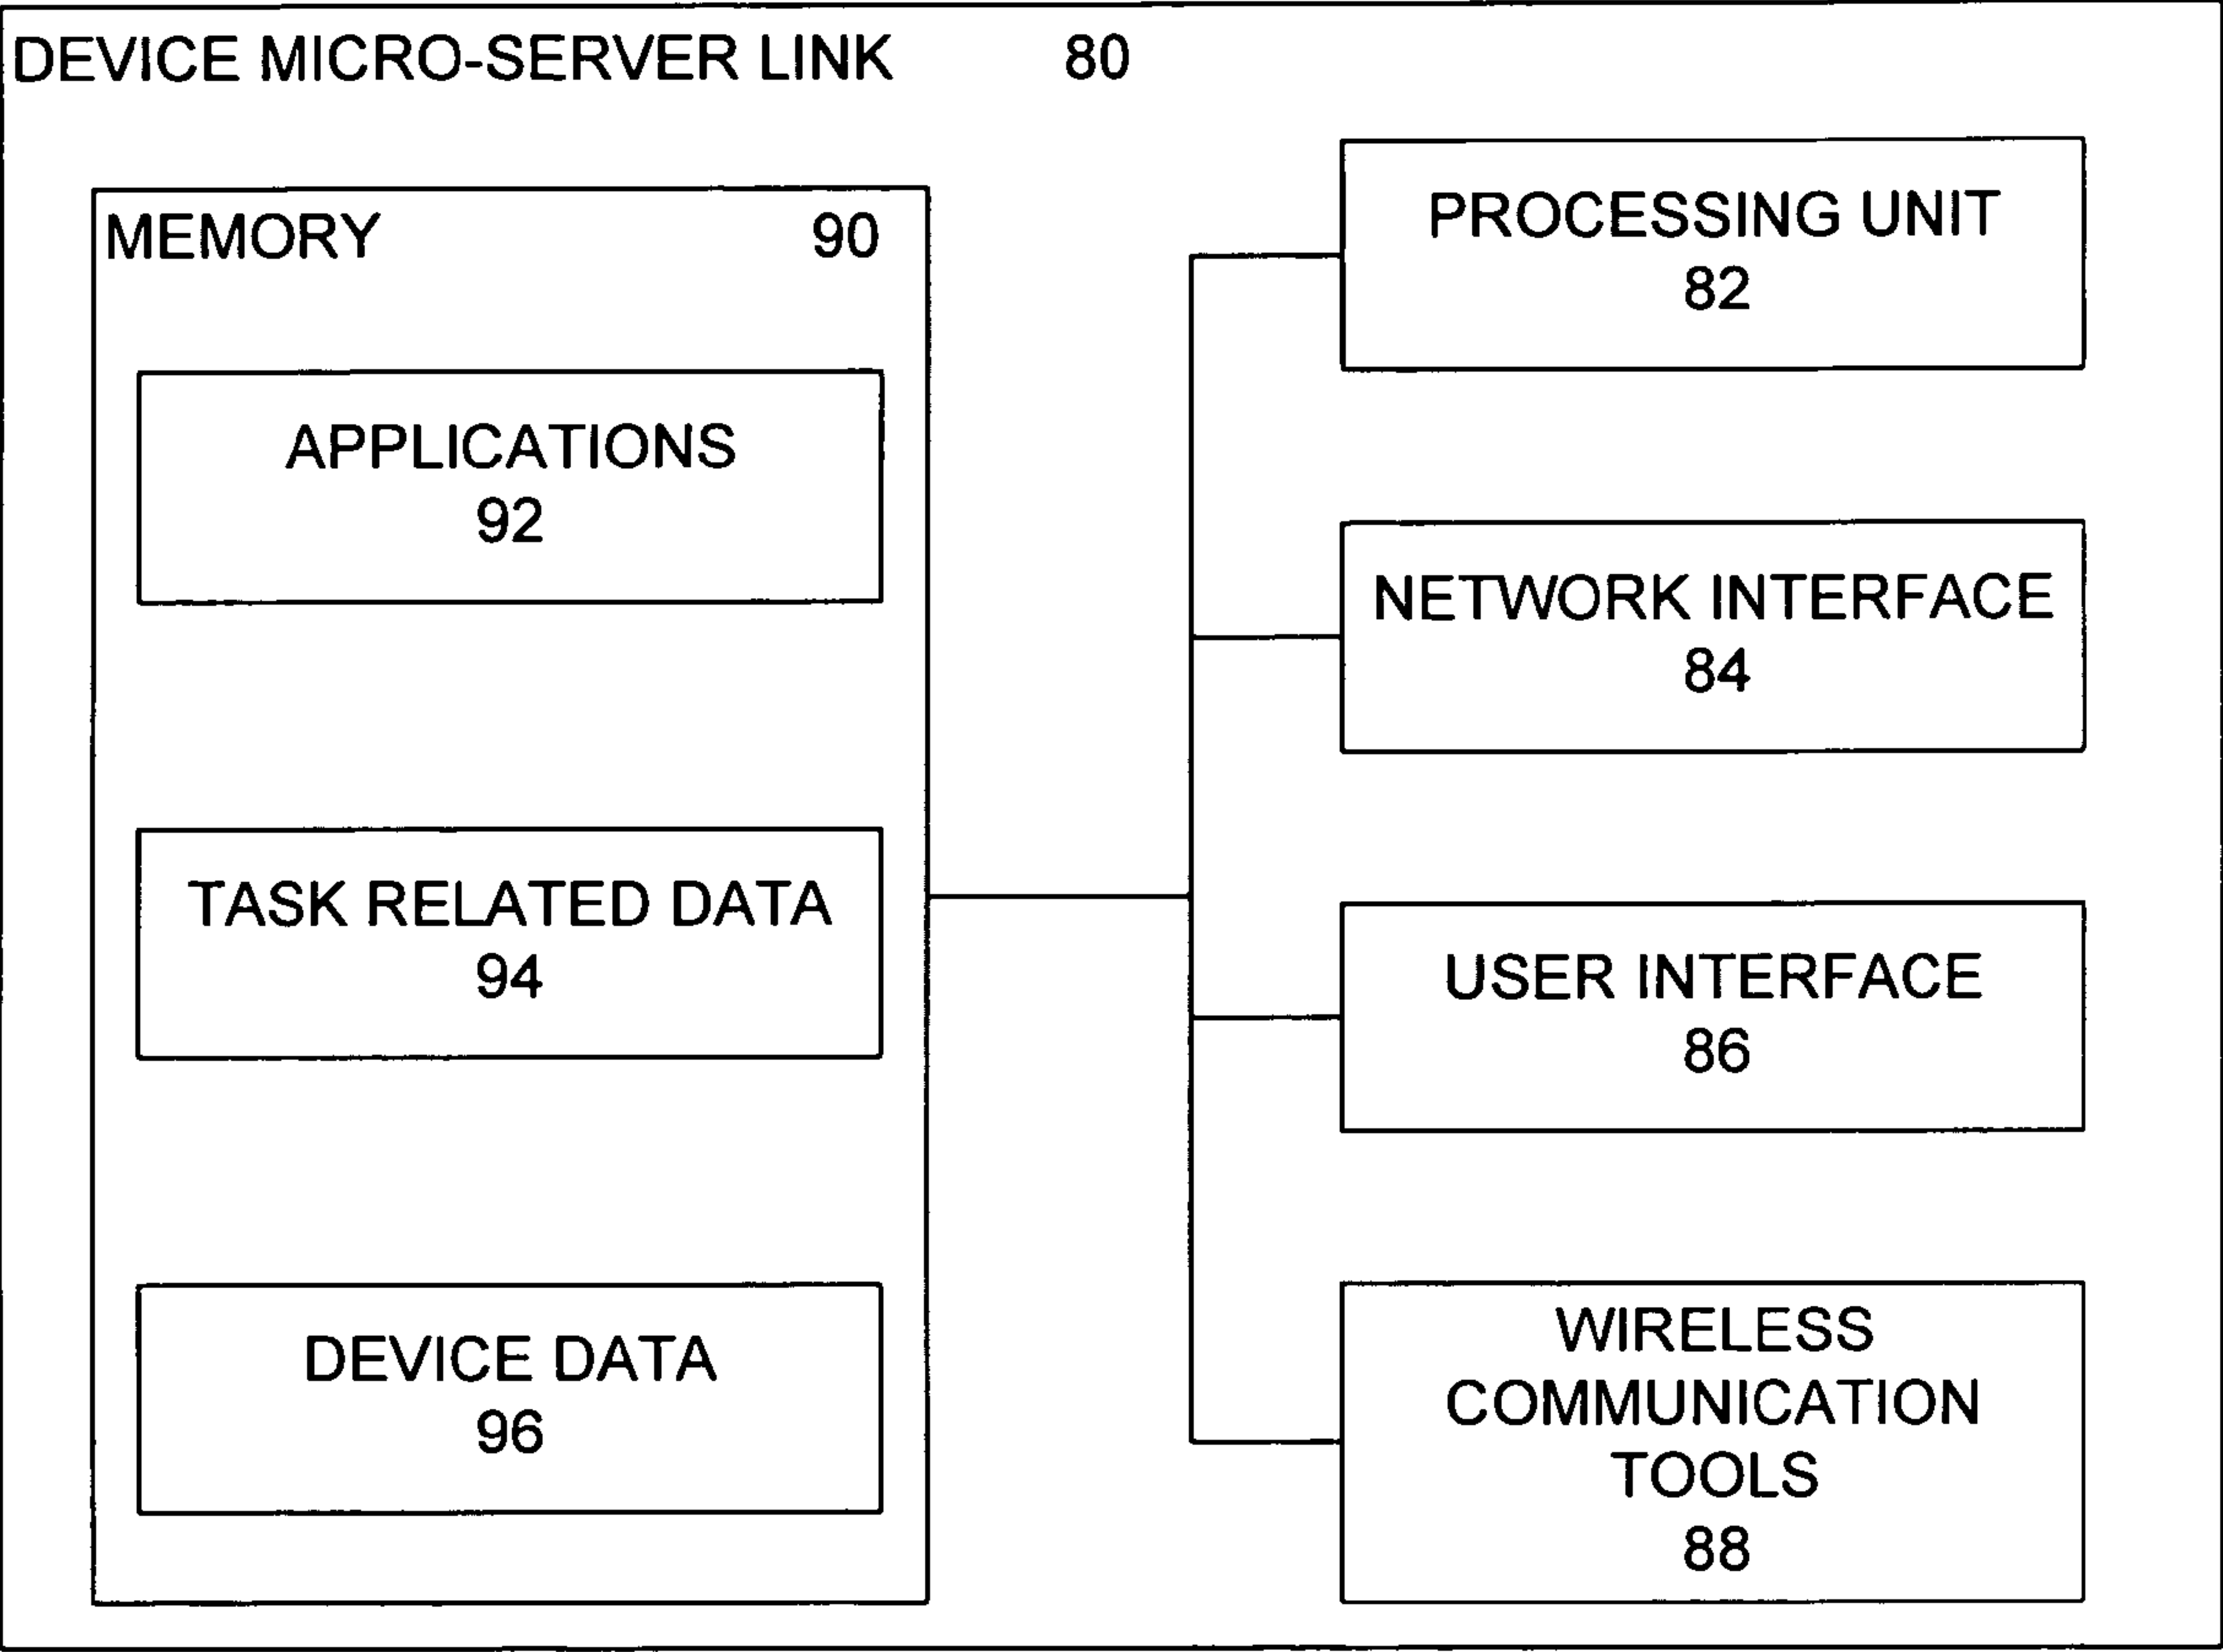 DEVICE MICRO-SERVER LINK 80
MEMORY 90
APPLICATIONS
92
TASK RELATED DATA
94
DEVICE DATA
96
PROCESSING UNIT
82
NETWORK INTERFACE
84
USER INTERFACE
86
WIRELESS
COMMUNICATION
TOOLS
88